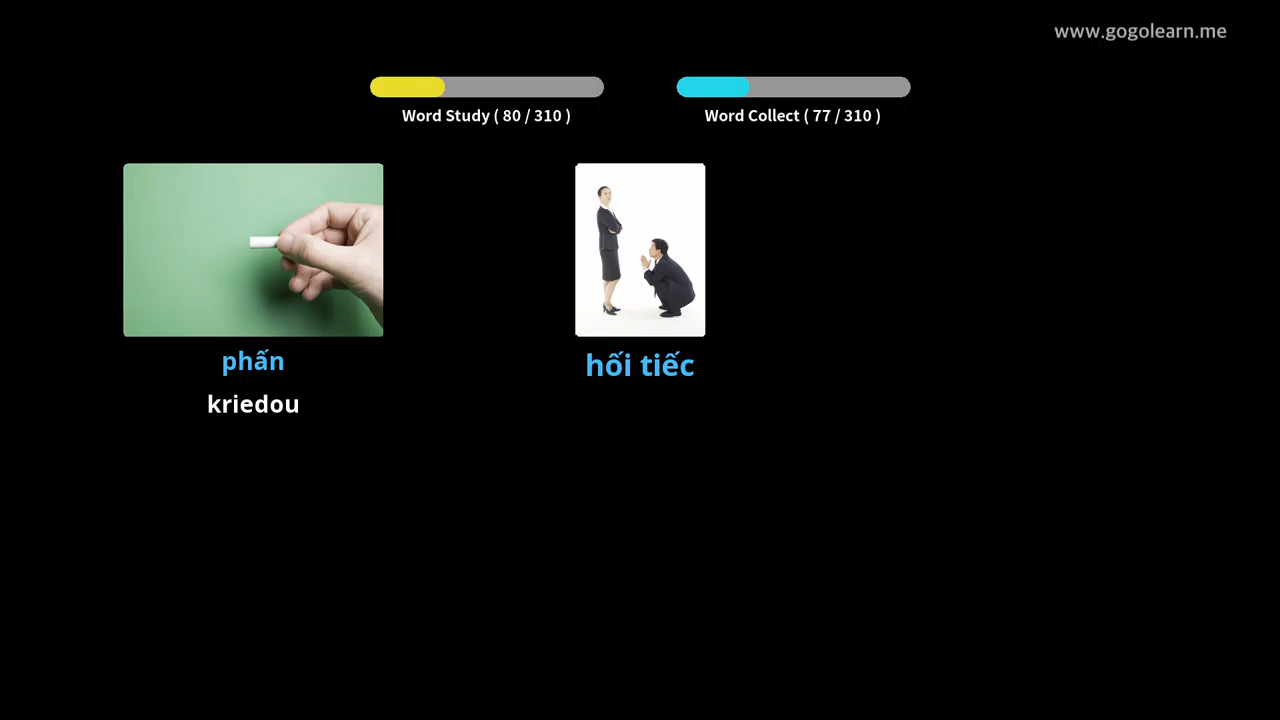 www.gogolearn.me
Word Study ( 80 / 310 )
Word Collect ( 77 / 310 )
phấn
kriedou
hối tiếc